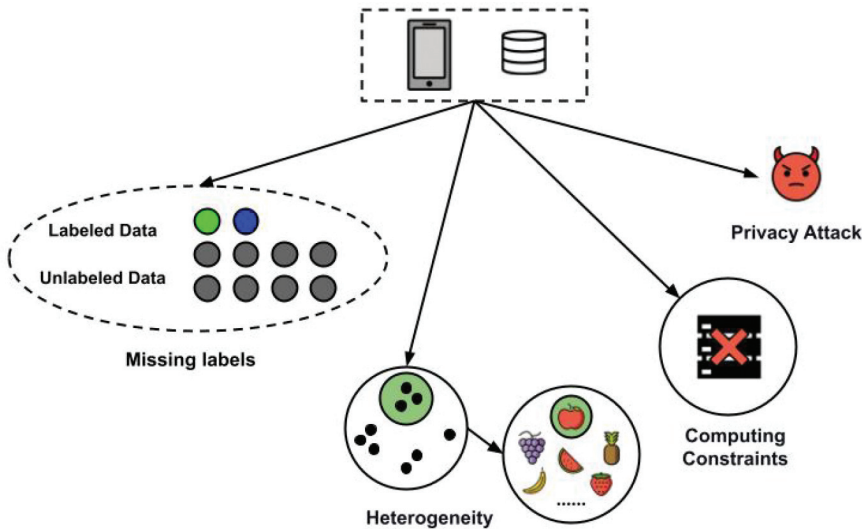 Labeled Data
Unlabeled Data
Missing labels
Privacy Attack
Computing
Constraints
......
Heterogeneity